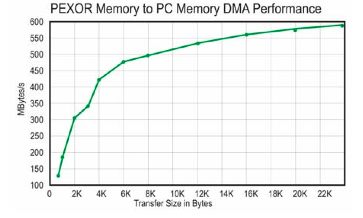 PEXOR Memory to PC Memory DMA Performance
600
550
500
450
400
350
300
250
200
150
100
MBytes/s
0 2K 4K 6K 8K 10K 12K 14K 16K 18K 20K 22K
Transfer Size in Bytes